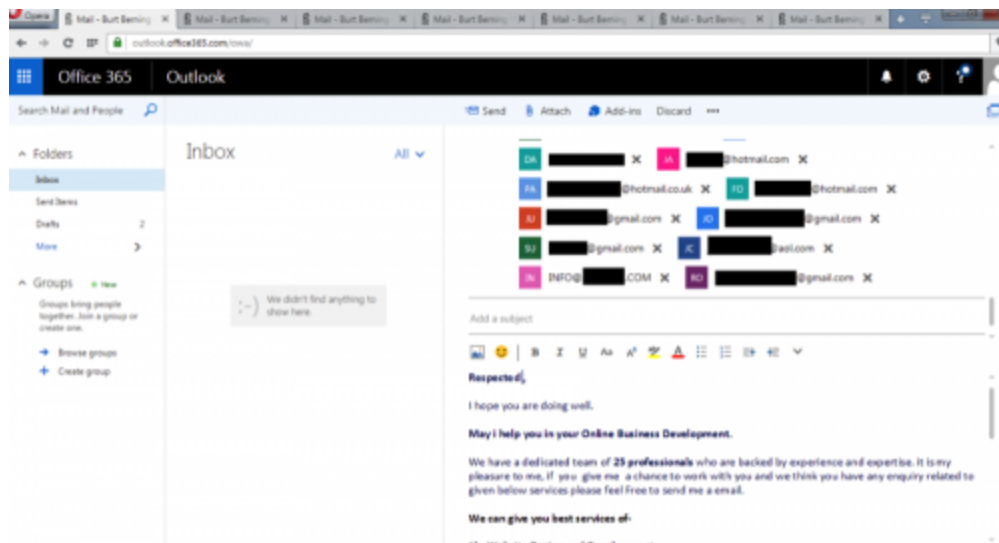 Opera
Mail - Burt Berning
Mail - Burt Berning
Mail - Burt Berning
Mail - Burt Berning
Mail - Burt Berning
Mail - Burt Berning
Mail - Burt Berning
outlook.office365.com/owa/
Office 365 Outlook
Search Mail and People
Send Attach Add-ins Discard •••
Folders
Inbox
Sent Items
Drafts 2
More
Groups New
Groups bring people
together. Join a group or
create one.
Browse groups
Create group
Inbox All
:-) We didn't find anything to
show here.
DA JA @hotmail.com
PA @hotmail.co.uk FO @hotmail.com
JU @gmail.com JO @gmail.com
SU @gmail.com JC @aol.com
IN INFO@ .COM RO @gmail.com
Add a subject
B I U Aa A
Respected,
I hope you are doing well.
May i help you in your Online Business Development.
We have a dedicated team of 25 professionals who are backed by experience and expertise. It is my
pleasure to me, if you give me a chance to work with you and we think you have any enquiry related to
given below services please feel Free to send me a email.
We can give you best services of-